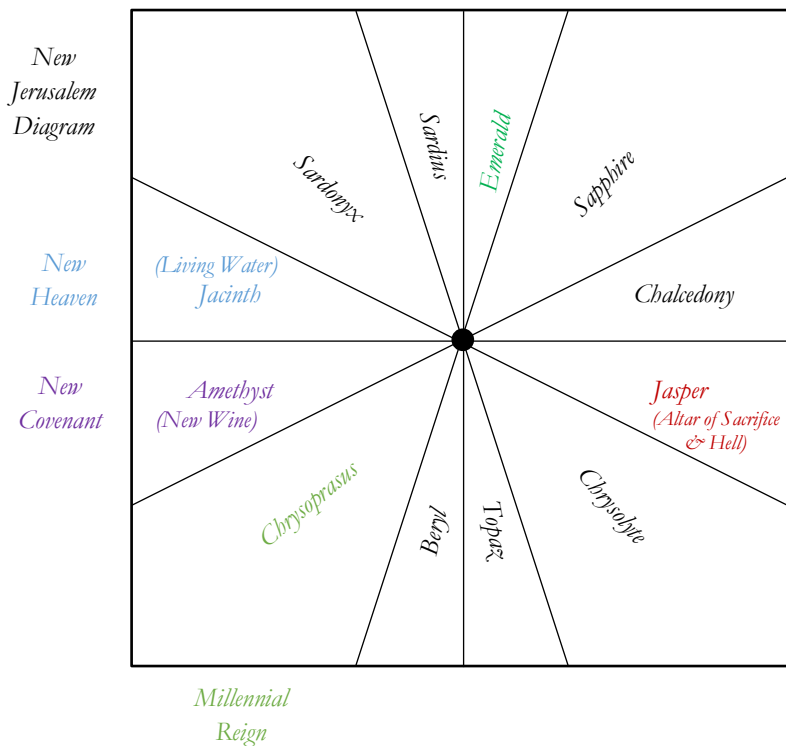 New
Jerusalem
Diagram
Sardius
Emerald
Sardonyx
Sapphire
New
Heaven
(Living Water)
Jacinth
Chalcedony
New
Covenant
Amethyst
(New Wine)
Jasper
(Altar of Sacrifice
& Hell)
Chrysoprasus
Beryl
Topaz
Chrysolyte
Millennial
Reign